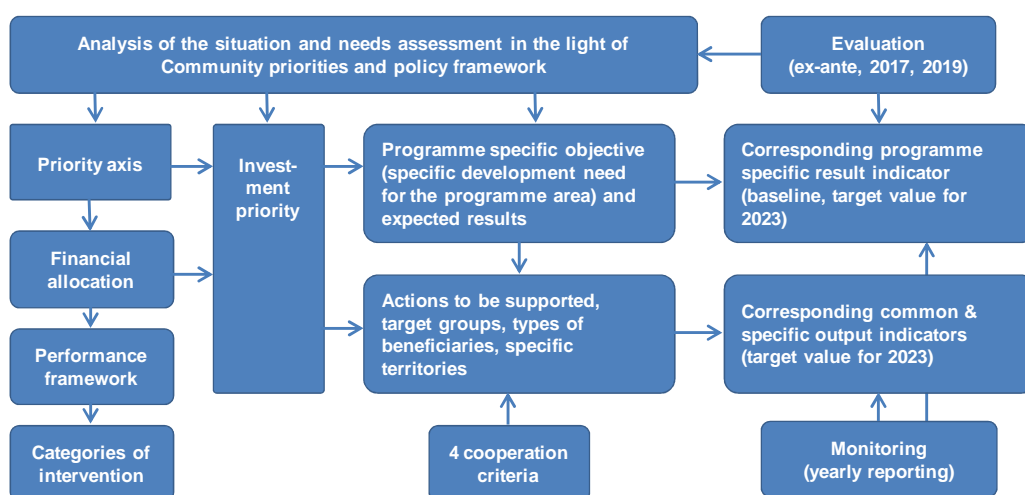 Analysis of the situation and needs assessment in the light of
Community priorities and policy framework
Evaluation
(ex-ante, 2017, 2019)
Priority axis
Invest-
ment
priority
Programme specific objective
(specific development need
for the programme area) and
expected results
Corresponding programme
specific result indicator
(baseline, target value for
2023)
Financial
allocation
Actions to be supported,
target groups, types of
beneficiaries, specific
territories
Corresponding common &
specific output indicators
(target value for 2023)
Performance
framework
Categories of
intervention
4 cooperation
criteria
Monitoring
(yearly reporting)